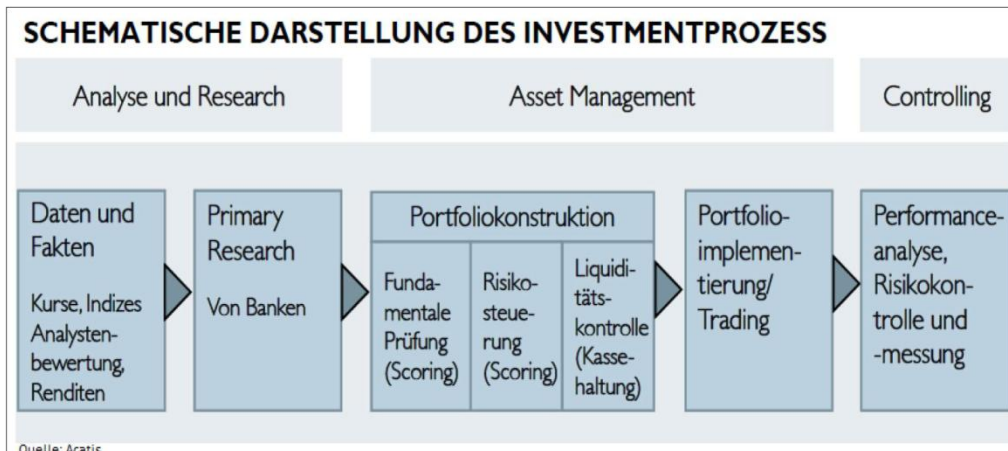 SCHEMATISCHE DARSTELLUNG DES INVESTMENTPROZESS
Analyse und Research
Asset Management
Controlling
Daten und
Fakten
Kurse, Indizes
Analysten-
bewertung,
Renditen
Primary
Research
Von Banken
Portfoliokonstruktion
Funda-
mentale
Prüfung
(Scoring)
Risiko-
steue-
rung
(Scoring)
Liquidi-
täts-
kontrolle
(Kasse-
haltung)
Portfolio-
implemen-
tierung/
Trading
Performance-
analyse,
Risikokon-
trolle und
-messung
Quelle: Acatis